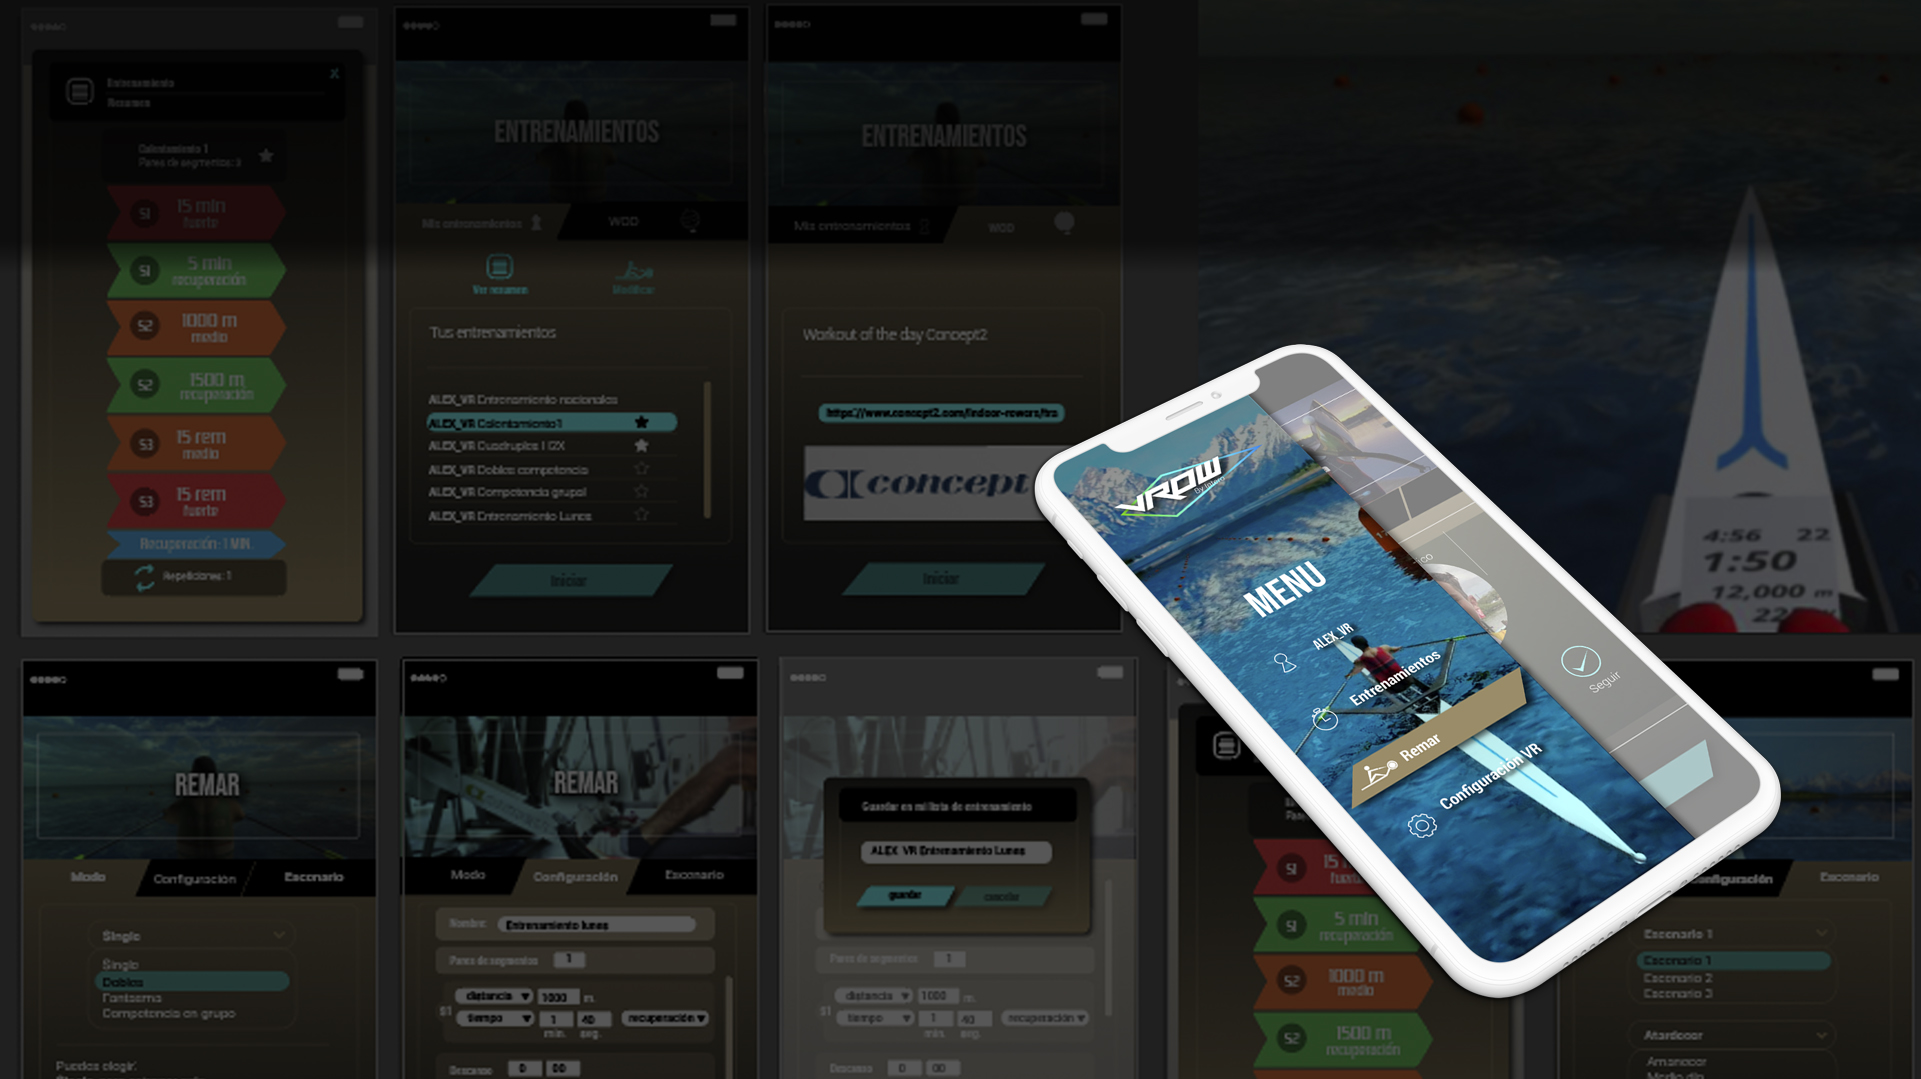 Entrenamiento
Resumen
X
Calentamiento 1
Pares de segmentos: 3
S1
15 min
fuerte
S1
5 min
recuperación
S2
1000 m
medio
S2
1500 m
recuperación
S3
15 rem
medio
S3
15 rem
fuerte
Recuperación: 1 MIN.
Repeticiones: 1
ENTRENAMIENTOS
Mis entrenamientos
WOD
Ver resumen
Modificar
Tus entrenamientos
ALEX_VR Entrenamiento nacionales
ALEX_VR Calentamiento1
ALEX_VR Cuadruples H2X
ALEX_VR Dobles competencia
ALEX_VR Competencia grupal
ALEX_VR Entrenamiento Lunes
Iniciar
ENTRENAMIENTOS
Mis entrenamientos
WOD
Workout of the day Concept2
https://www.concept2.com/indoor-rowers/tra
concept
Iniciar
4:56 22
1:50
12,000 m
VROW
MENU
ALEX_VR
Entrenamientos
Remar
Configuración VR
Seguir
REMAR
Modo
Configuración
Escenario
Single
Single
Dobles
Fantasma
Competencia en grupo
Puedes elegir:
REMAR
Modo
Configuración
Escenario
Nombre:
Entrenamiento lunes
Pares de segmentos
1
S1
distancia
1000
m.
tiempo
1
40
recuperación
min.
seg.
Descanso
0
00
Guardar en mi lista de entrenamiento
ALEX_VR Entrenamiento Lunes
guardar
cancelar
Pares de segmentos
1
S1
distancia
1000
m.
tiempo
1
40
recuperación
min.
seg.
Descanso
0
00
S1
15
fuerte
S1
5 min
recuperación
S2
1000 m
medio
S2
1500 m
recuperación
Escenario
Escenario 1
Escenario 1
Escenario 2
Escenario 3
Atardecer
Amanecer